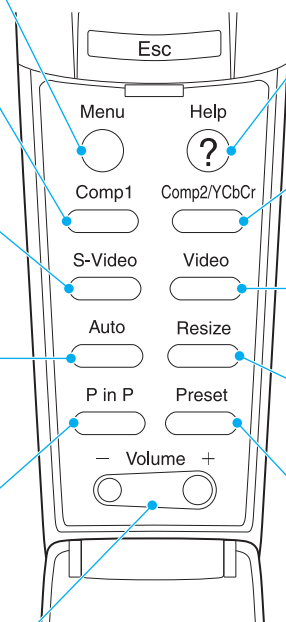 Esc
Menu Help
?
Comp1 Comp2/YCbCr
S-Video Video
Auto Resize
P in P Preset
− Volume +